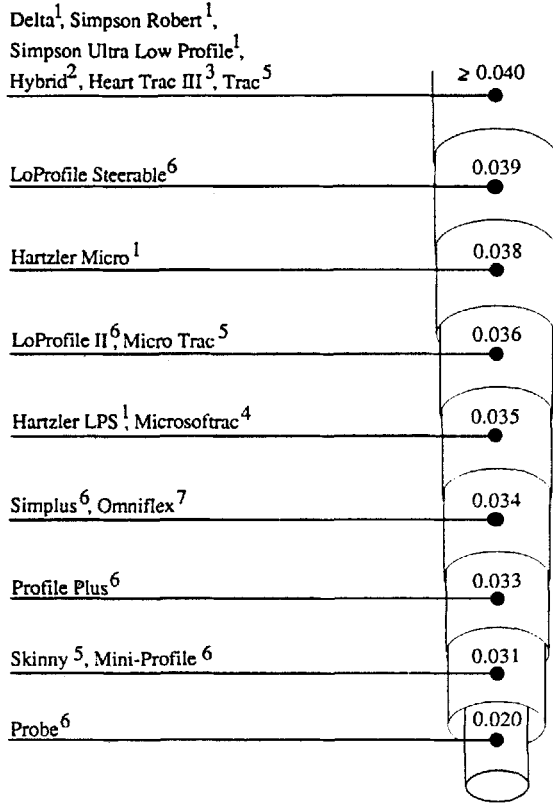 Delta¹, Simpson Robert¹,
Simpson Ultra Low Profile¹,
Hybrid², Heart Trac III³, Trac⁵
≥ 0.040
LoProfile Steerable⁶
0.039
Hartzler Micro¹
0.038
LoProfile II⁶, Micro Trac⁵
0.036
Hartzler LPS¹, Microsoftrac⁴
0.035
Simplus⁶, Omniflex⁷
0.034
Profile Plus⁶
0.033
Skinny⁵, Mini-Profile⁶
0.031
Probe⁶
0.020